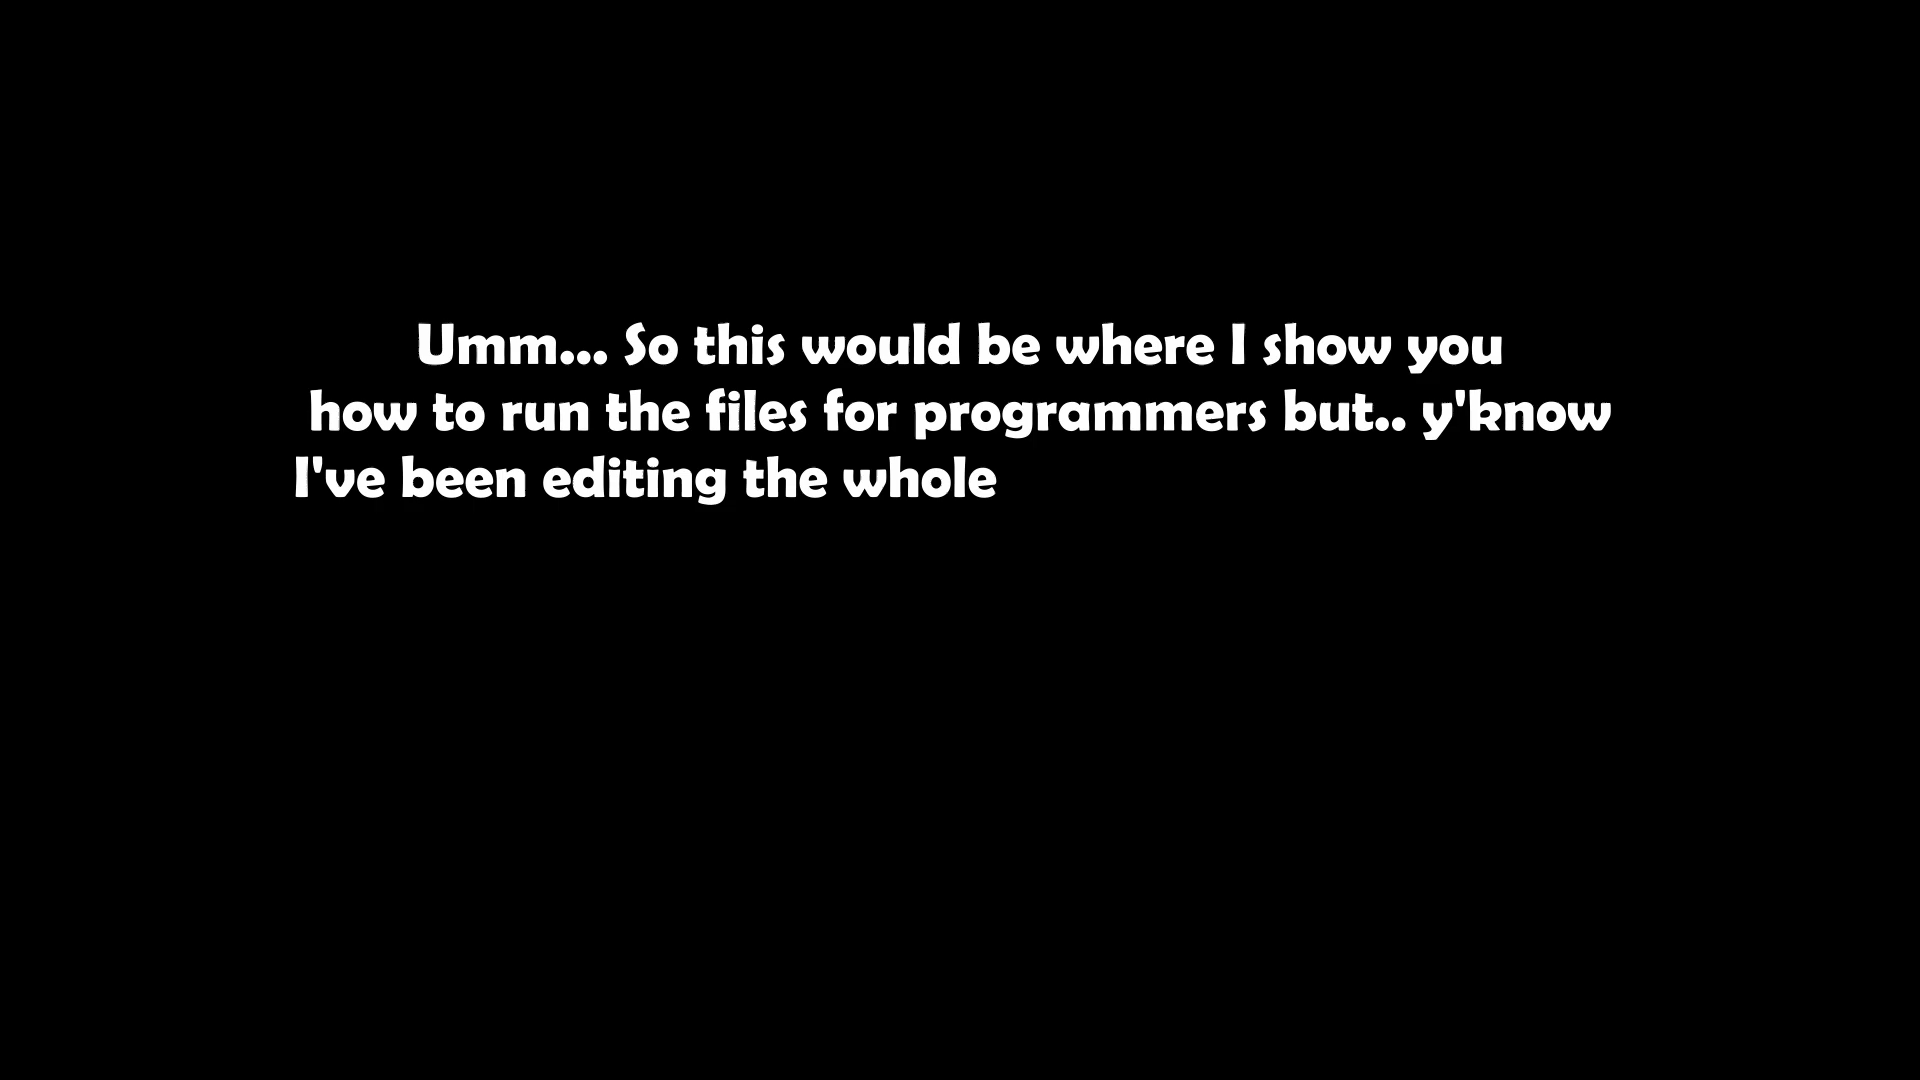 Umm... So this would be where I show you
how to run the files for programmers but.. y'know
I've been editing the whole